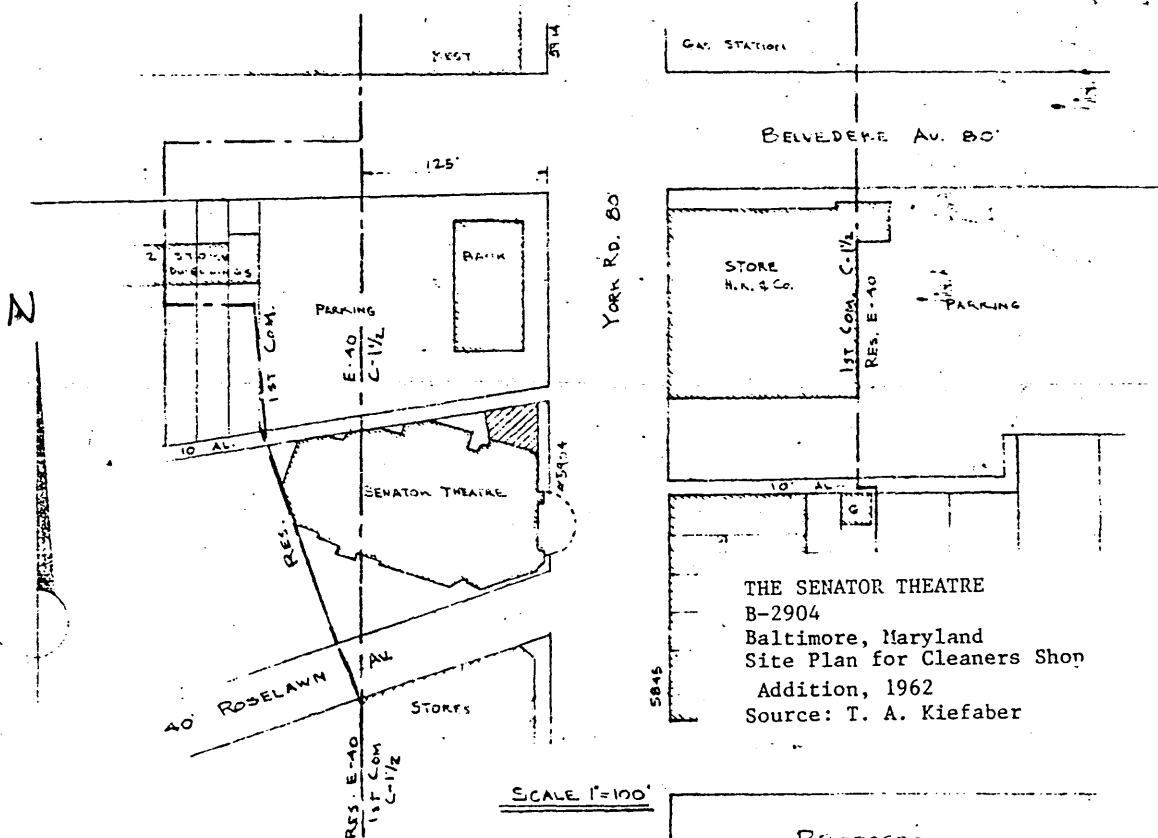 GAS STATION
BELVEDERE AV. 80'
125'
YORK RD. 80'
2 STORY
DWELLINGS
BANK
PARKING
1ST COM.
E-40
C-1½
STORE
H.K. & Co.
1ST COM. C-1½
RES. E-40
PARKING
N
10' AL.
SENATOR THEATRE
#5904
RES.
10' AL.
G
40' ROSELAWN AV.
STORES
5845
RES. E-40
1ST COM
C-1½
SCALE 1"=100'
THE SENATOR THEATRE
B-2904
Baltimore, Maryland
Site Plan for Cleaners Shop
Addition, 1962
Source: T. A. Kiefaber